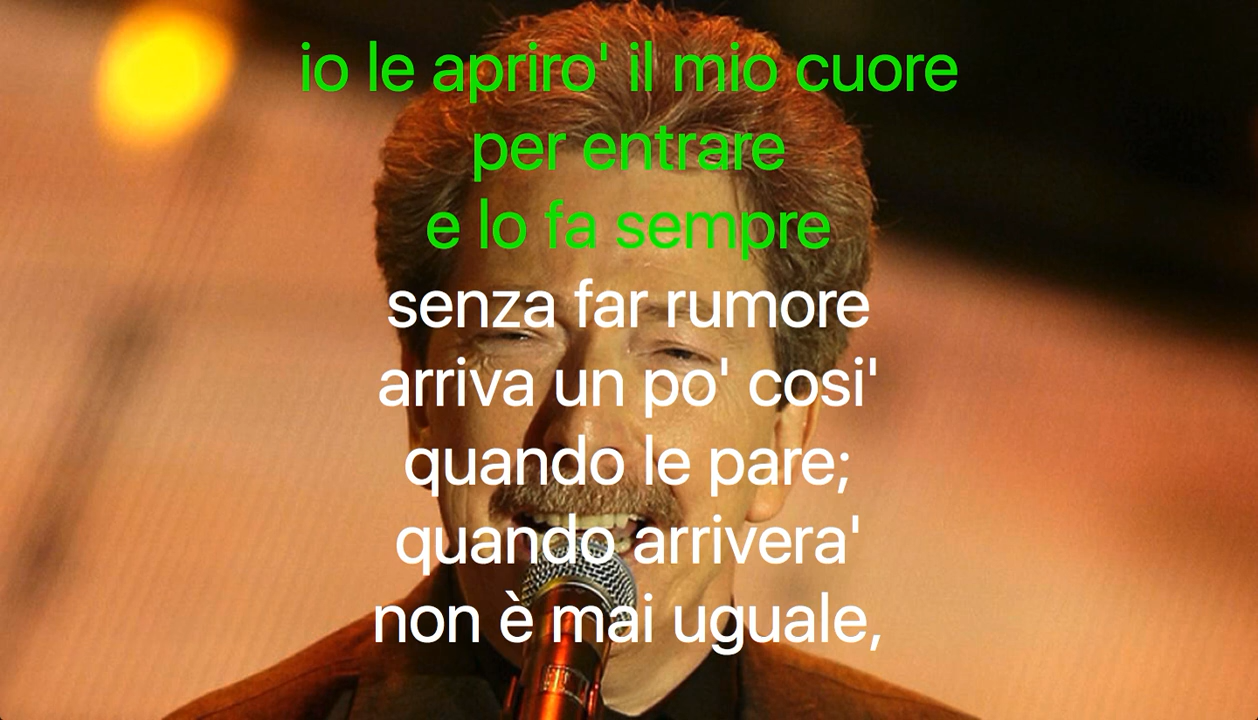 io le apriro' il mio cuore
per entrare
e lo fa sempre
senza far rumore
arriva un po' cosi'
quando le pare;
quando arrivera'
non è mai uguale,